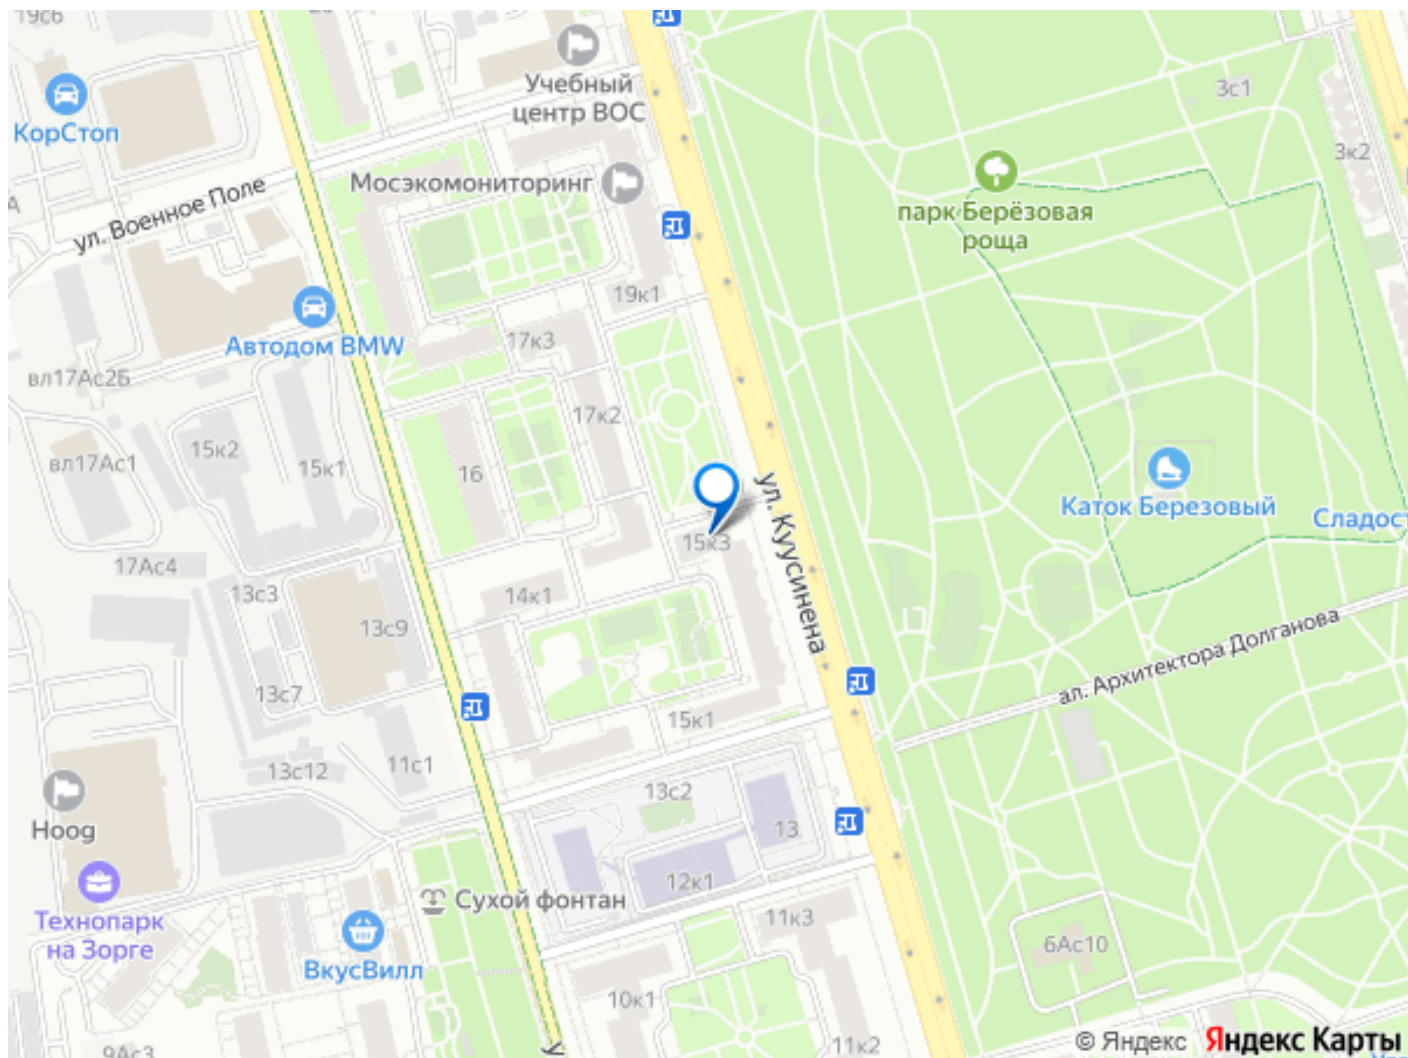 19с6
КорСтоп
Учебный
центр ВОС
3с1
3к2
Мосэкомониторинг
парк Берёзовая
роща
ул. Военное Поле
19к1
Автодом BMW
17к3
вл17Ас2Б
17к2
15к2
вл17Ас1
15к1
16
ул. Куусинена
Каток Березовый
Сладост
15к3
17Ас4
13с3
14к1
13с9
ал. Архитектора Долганова
13с7
15к1
13с12
11с1
13с2
Hoog
13
12к1
Сухой фонтан
Технопарк
на Зорге
11к3
ВкусВилл
6Ас10
10к1
11к2
9Ас3
У
© Яндекс Яндекс Карты